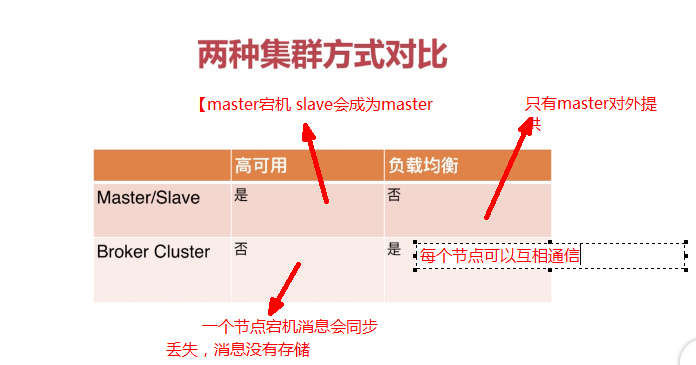 两种集群方式对比
【master宕机 slave会成为master
只有master对外提
供
高可用 负载均衡
Master/Slave 是 否
Broker Cluster 否 是 每个节点可以互相通信
一个节点宕机消息会同步
丢失，消息没有存储